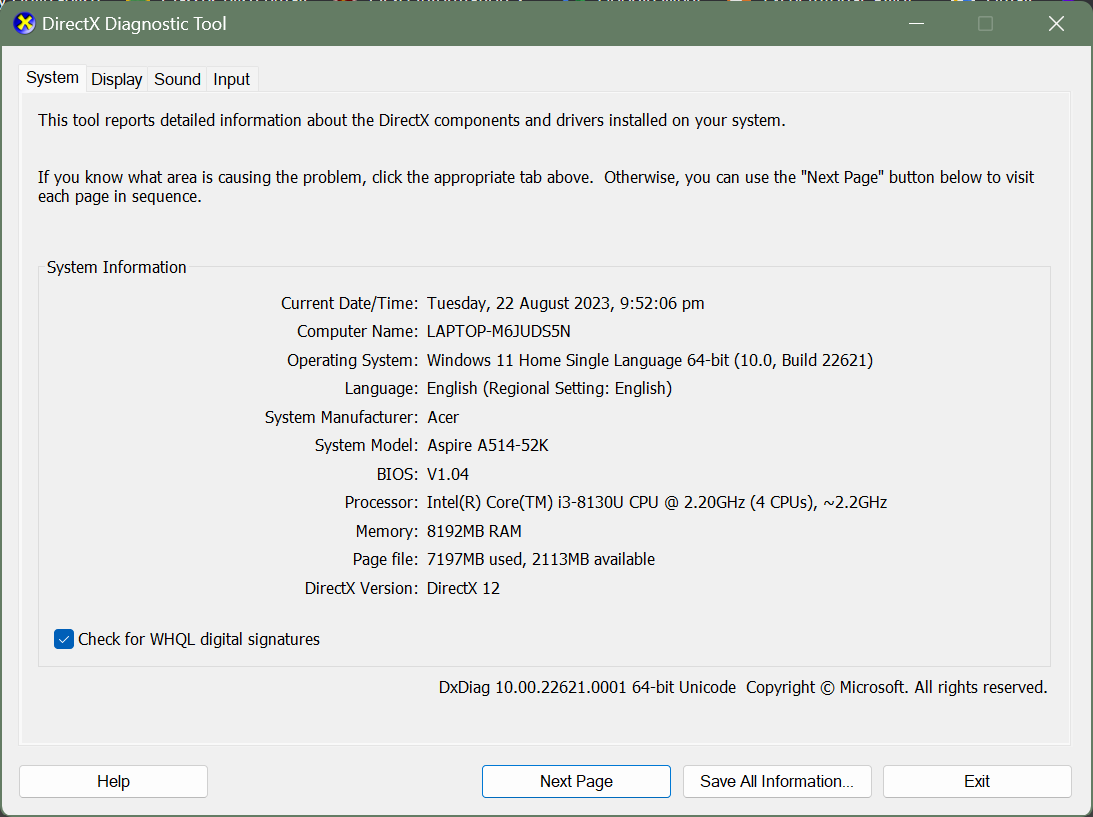 DirectX Diagnostic Tool
System Display Sound Input
This tool reports detailed information about the DirectX components and drivers installed on your system.
If you know what area is causing the problem, click the appropriate tab above.  Otherwise, you can use the "Next Page" button below to visit
each page in sequence.
System Information
Current Date/Time: Tuesday, 22 August 2023, 9:52:06 pm
Computer Name: LAPTOP-M6JUDS5N
Operating System: Windows 11 Home Single Language 64-bit (10.0, Build 22621)
Language: English (Regional Setting: English)
System Manufacturer: Acer
System Model: Aspire A514-52K
BIOS: V1.04
Processor: Intel(R) Core(TM) i3-8130U CPU @ 2.20GHz (4 CPUs), ~2.2GHz
Memory: 8192MB RAM
Page file: 7197MB used, 2113MB available
DirectX Version: DirectX 12
Check for WHQL digital signatures
DxDiag 10.00.22621.0001 64-bit Unicode  Copyright © Microsoft. All rights reserved.
Help Next Page Save All Information... Exit